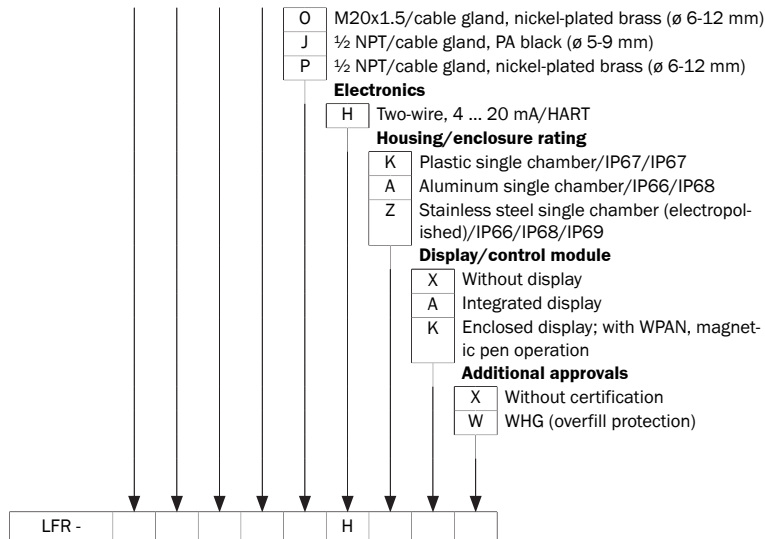 O M20x1.5/cable gland, nickel-plated brass (ø 6-12 mm)
J ½ NPT/cable gland, PA black (ø 5-9 mm)
P ½ NPT/cable gland, nickel-plated brass (ø 6-12 mm)
Electronics
H Two-wire, 4 ... 20 mA/HART
Housing/enclosure rating
K Plastic single chamber/IP67/IP67
A Aluminum single chamber/IP66/IP68
Z Stainless steel single chamber (electropol-
ished)/IP66/IP68/IP69
Display/control module
X Without display
A Integrated display
K Enclosed display; with WPAN, magnet-
ic pen operation
Additional approvals
X Without certification
W WHG (overfill protection)
LFR - H